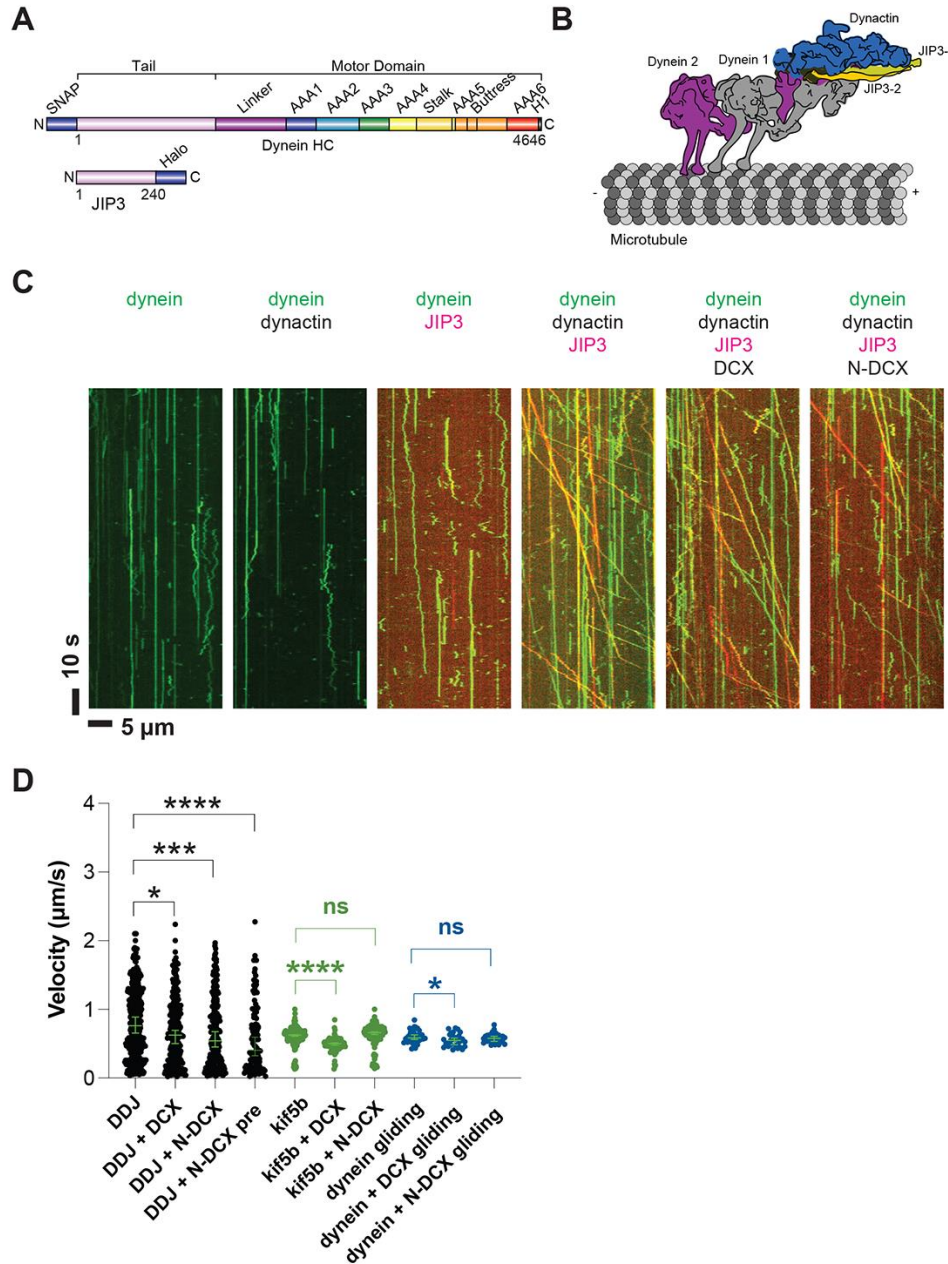 A
Tail
Motor Domain
SNAP
Linker
AAA1
AAA2
AAA3
AAA4
Stalk
AAA5
Buttress
AAA6
H1
N
C
1
Dynein HC
4646
Halo
N
C
1
240
JIP3
B
Dynactin
Dynein 2
Dynein 1
JIP3-
JIP3-2
-
+
Microtubule
C
dynein
dynein
dynactin
dynein
JIP3
dynein
dynactin
JIP3
dynein
dynactin
JIP3
DCX
dynein
dynactin
JIP3
N-DCX
10 s
5 µm
D
Velocity (µm/s)
4
3
2
1
0
****
***
*
ns
****
ns
*
DDJ
DDJ + DCX
DDJ + N-DCX
DDJ + N-DCX pre
kif5b
kif5b + DCX
kif5b + N-DCX
dynein gliding
dynein + DCX gliding
dynein + N-DCX gliding